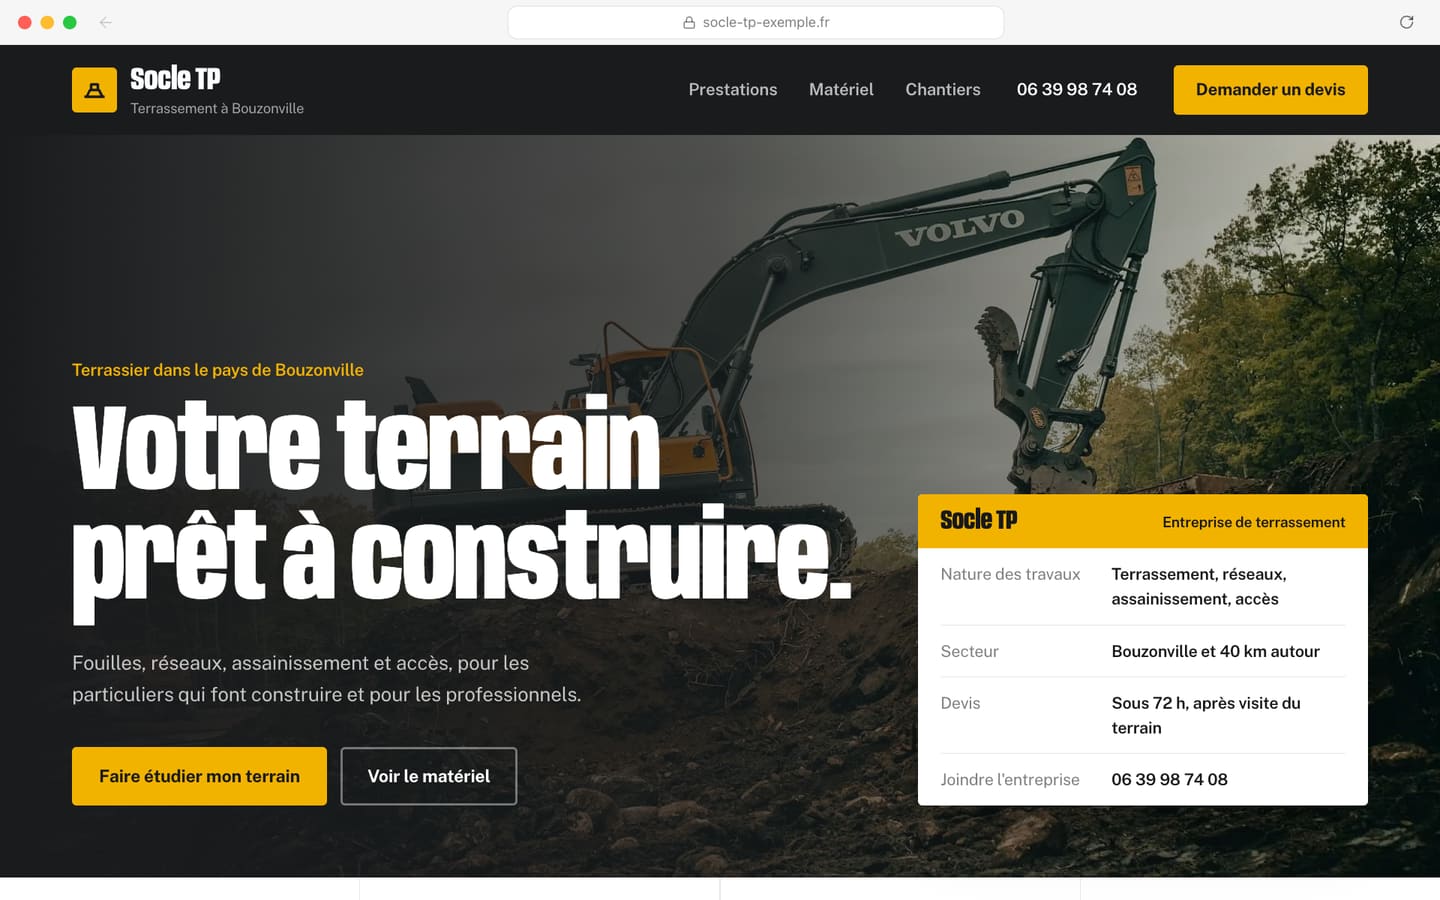 socle-tp-exemple.fr
Socle TP
Terrassement à Bouzonville
Prestations
Matériel
Chantiers
06 39 98 74 08
Demander un devis
VOLVO
Terrassier dans le pays de Bouzonville
Votre terrain
prêt à construire.
Fouilles, réseaux, assainissement et accès, pour les
particuliers qui font construire et pour les professionnels.
Faire étudier mon terrain
Voir le matériel
Socle TP
Entreprise de terrassement
Nature des travaux
Terrassement, réseaux,
assainissement, accès
Secteur
Bouzonville et 40 km autour
Devis
Sous 72 h, après visite du
terrain
Joindre l'entreprise
06 39 98 74 08